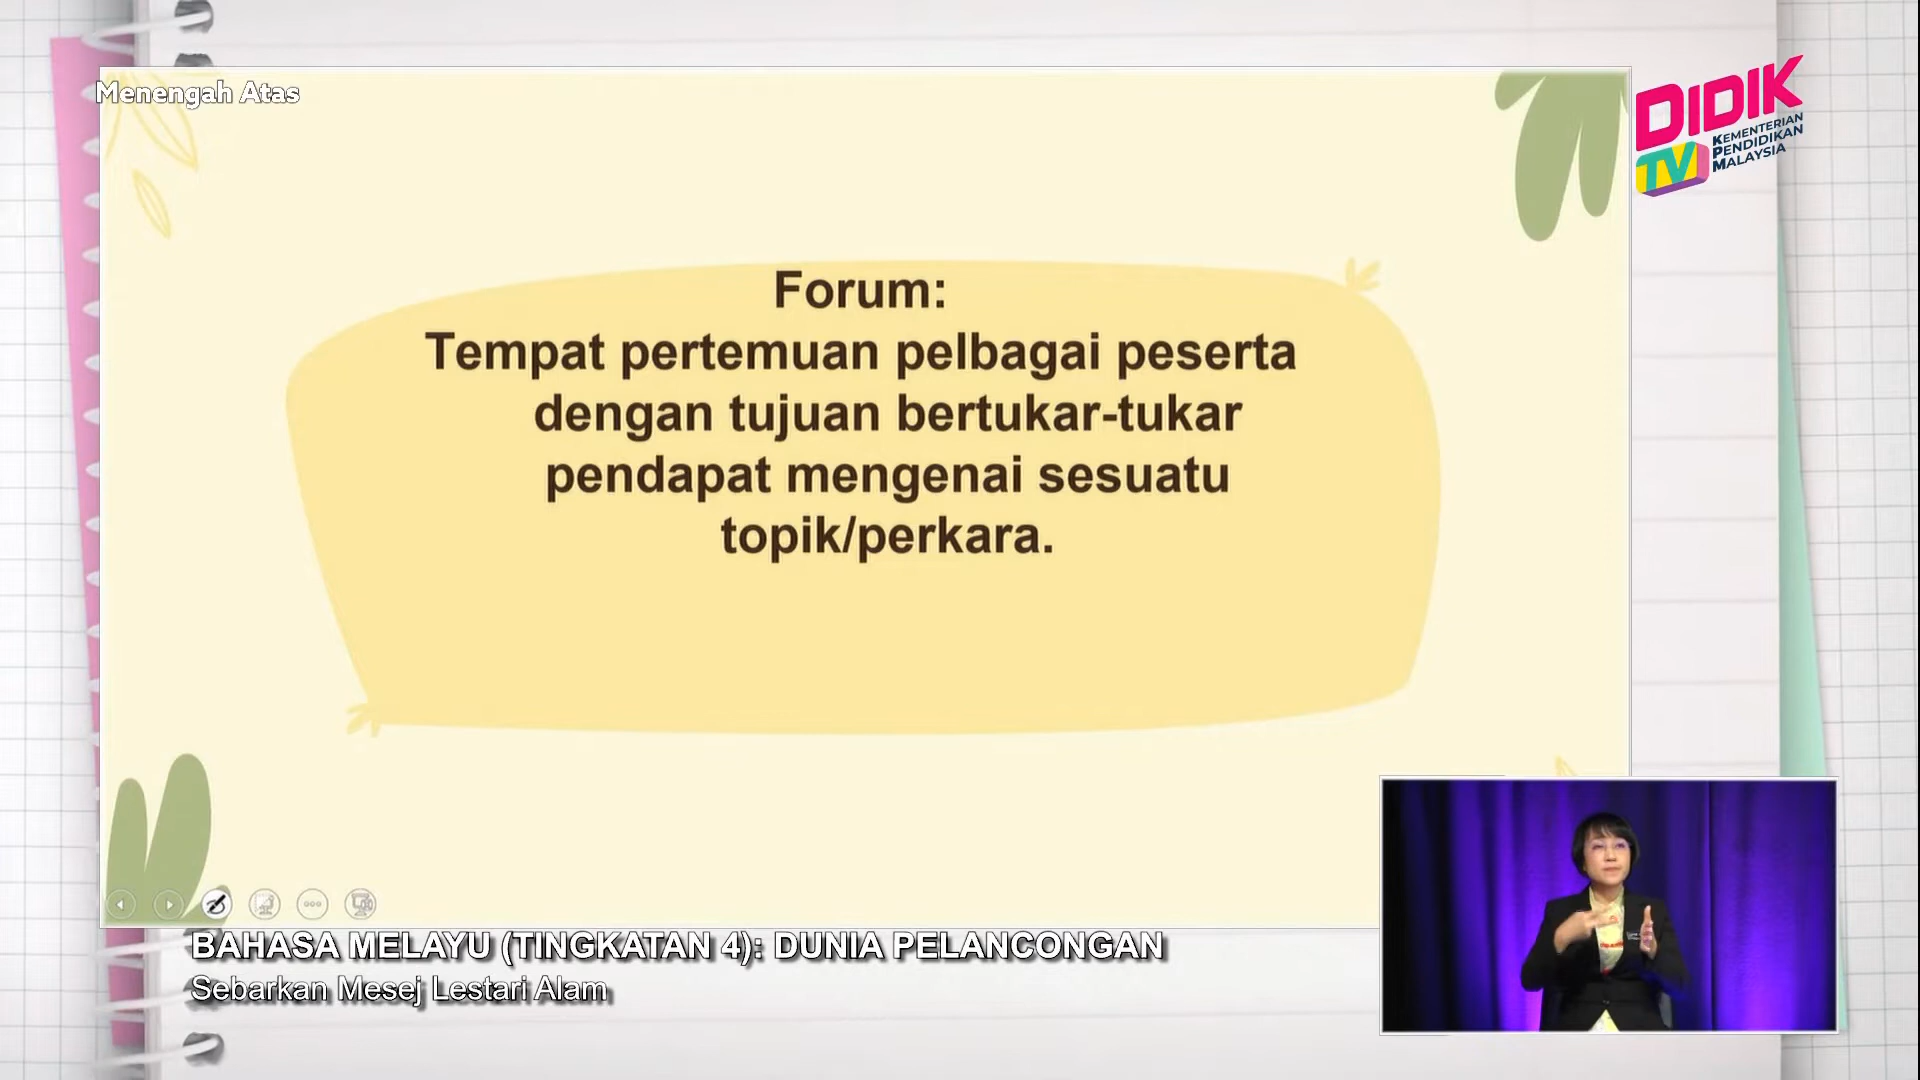 Menengah Atas
DIDIK
TV
KEMENTERIAN
PENDIDIKAN
MALAYSIA
Forum:
Tempat pertemuan pelbagai peserta
dengan tujuan bertukar-tukar
pendapat mengenai sesuatu
topik/perkara.
BAHASA MELAYU (TINGKATAN 4): DUNIA PELANCONGAN
Sebarkan Mesej Lestari Alam